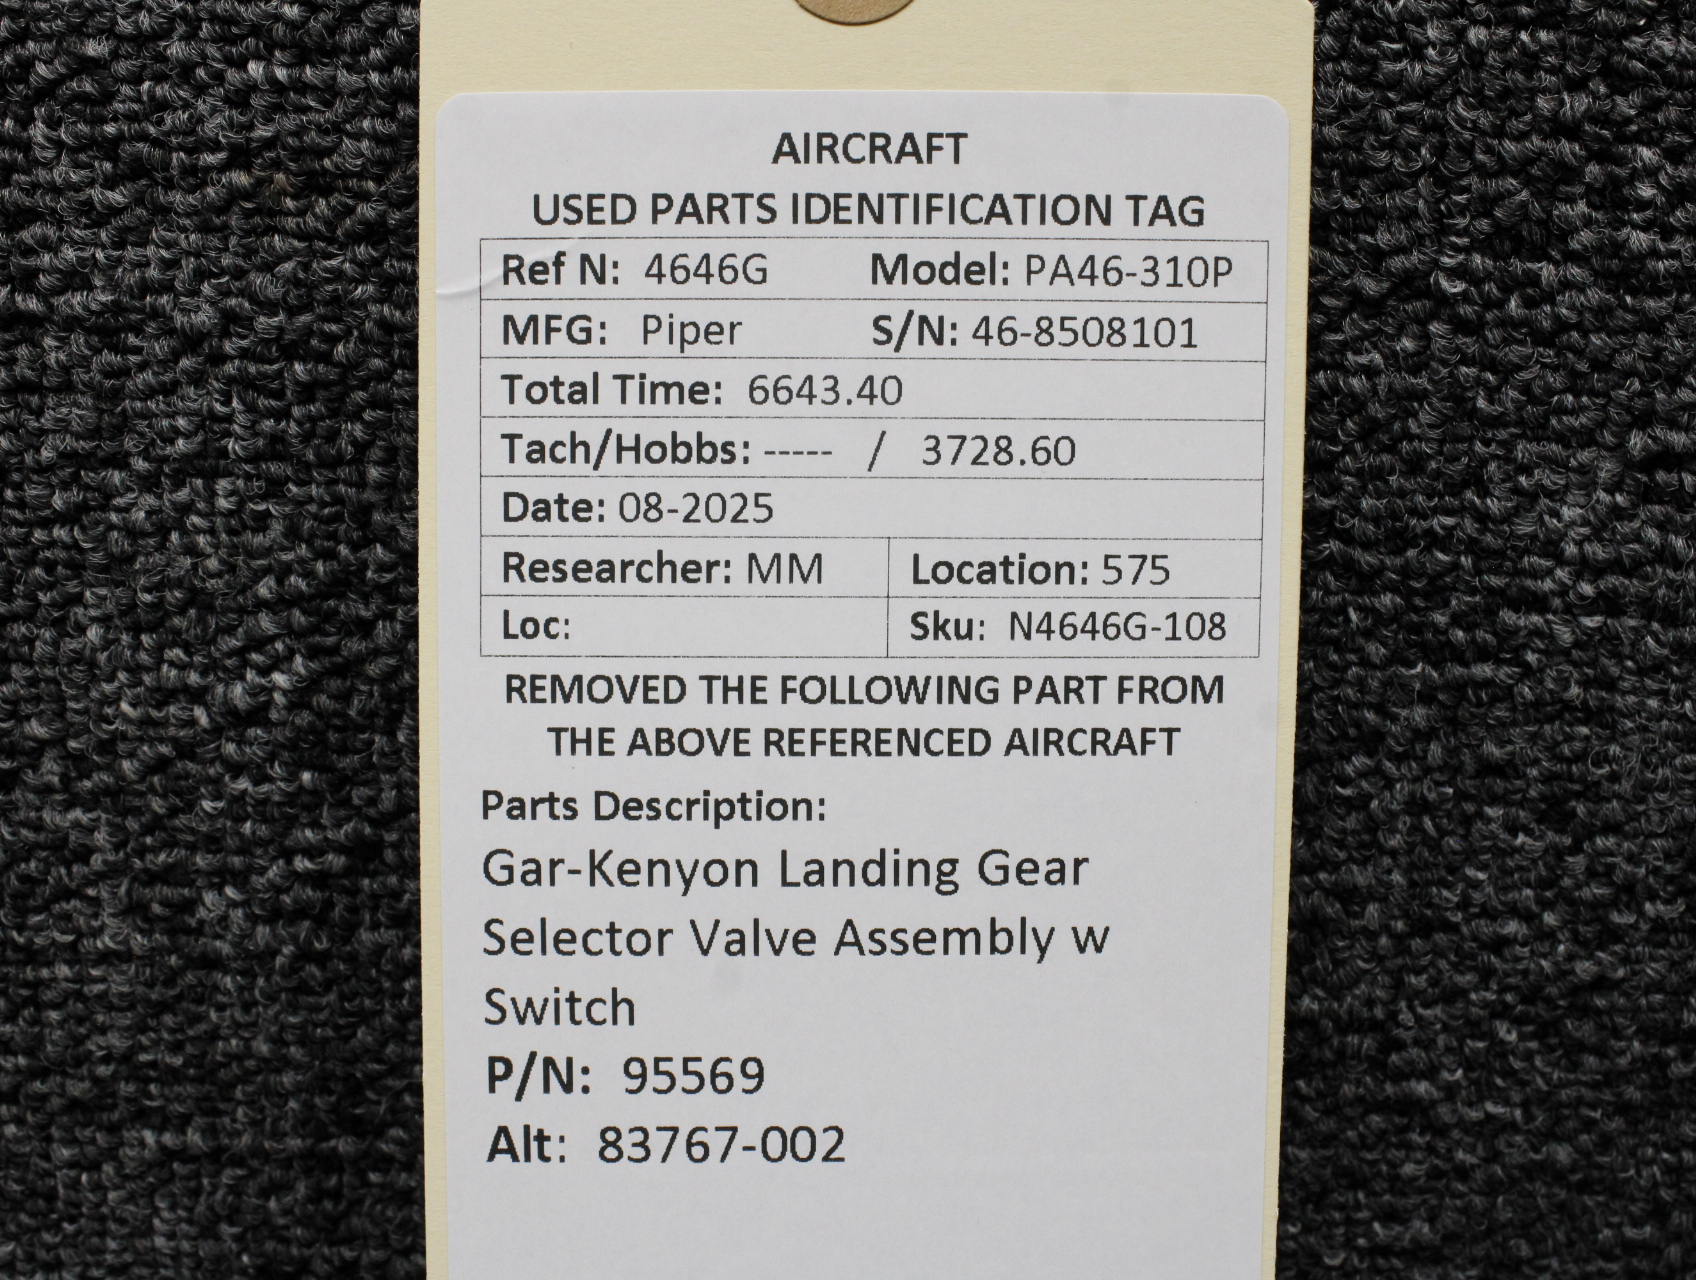 AIRCRAFT
USED PARTS IDENTIFICATION TAG
Ref N: 4646G Model: PA46-310P
MFG: Piper S/N: 46-8508101
Total Time: 6643.40
Tach/Hobbs: ----- / 3728.60
Date: 08-2025
Researcher: MM Location: 575
Loc: Sku: N4646G-108
REMOVED THE FOLLOWING PART FROM
THE ABOVE REFERENCED AIRCRAFT
Parts Description:
Gar-Kenyon Landing Gear
Selector Valve Assembly w
Switch
P/N: 95569
Alt: 83767-002